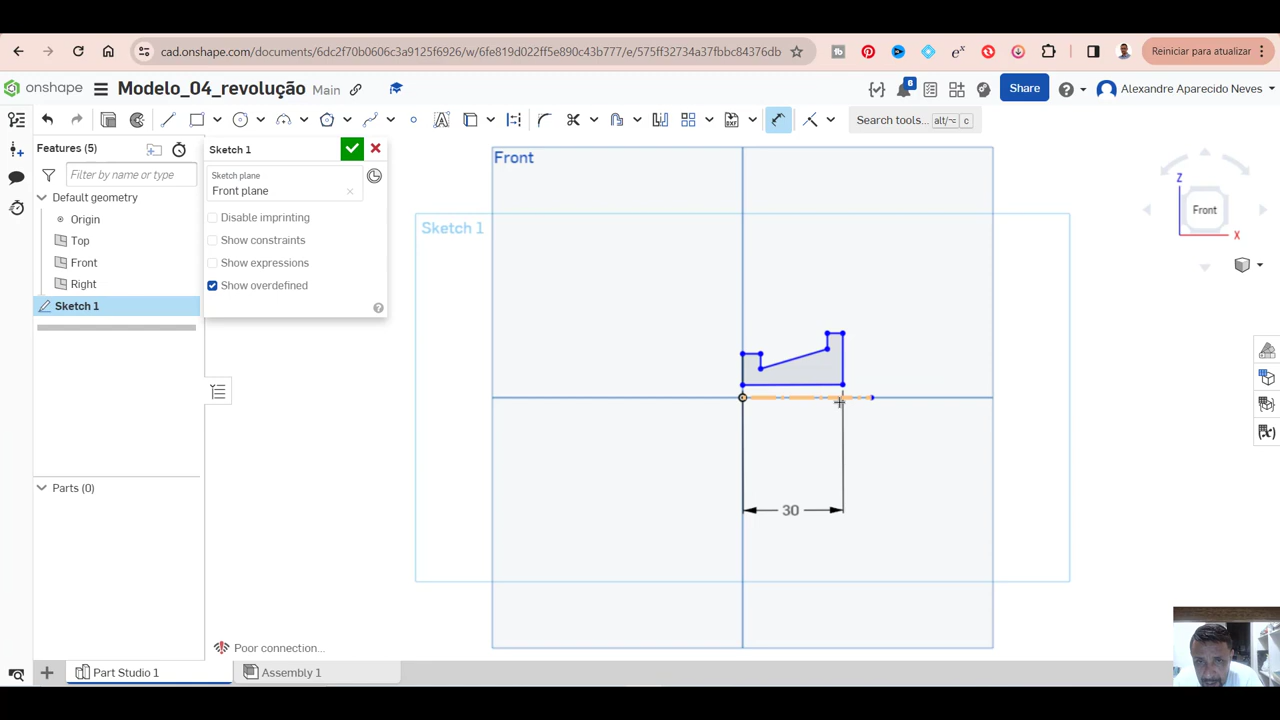 cad.onshape.com/documents/6dc2f70b0606c3a9125f6926/w/6fe819d022ff5e890c43b777/e/575ff32734a37fbbc84376db
Reiniciar para atualizar
onshape
Modelo_04_revolução
Main
6
Share
Alexandre Aparecido Neves
Search tools... alt/⌥ c
Features (5)
Filter by name or type
Default geometry
Origin
Top
Front
Right
Sketch 1
Parts (0)
Sketch 1
Sketch plane
Front plane
Disable imprinting
Show constraints
Show expressions
Show overdefined
Front
Sketch 1
30
Z
Front
X
Poor connection...
Part Studio 1
Assembly 1